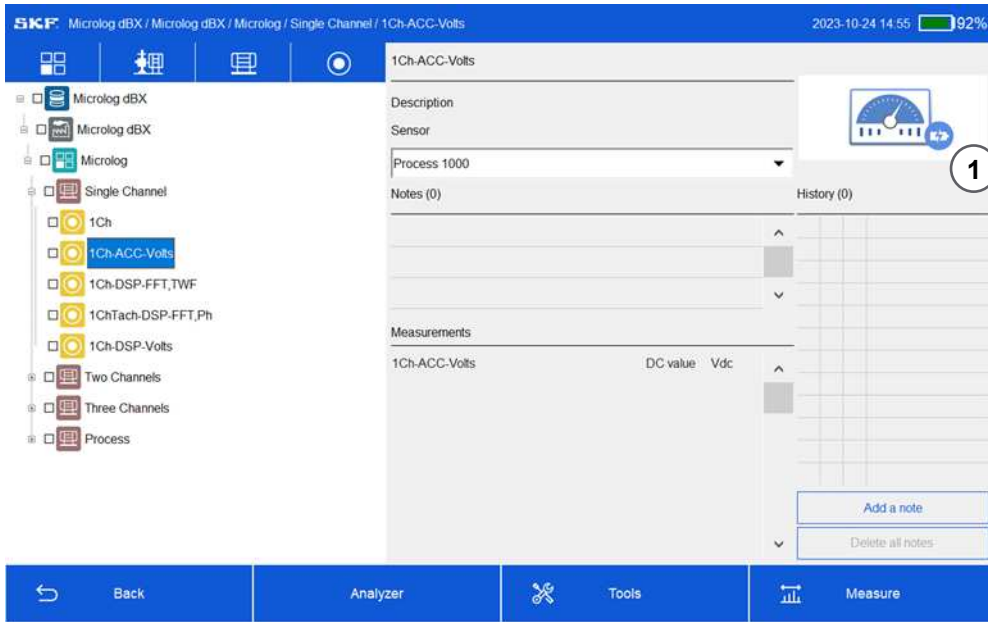 SKF. Microlog dBX / Microlog dBX / Microlog / Single Channel / 1Ch-ACC-Volts 2023-10-24 14:55 92%
1Ch-ACC-Volts
Microlog dBX
Description
Microlog dBX
Sensor
Microlog
Process 1000
1
Single Channel
Notes (0)
History (0)
1Ch
1Ch-ACC-Volts
1Ch-DSP-FFT,TWF
1ChTach-DSP-FFT,Ph
Measurements
1Ch-DSP-Volts
1Ch-ACC-Volts DC value Vdc
Two Channels
Three Channels
Process
Add a note
Delete all notes
Back Analyzer Tools Measure